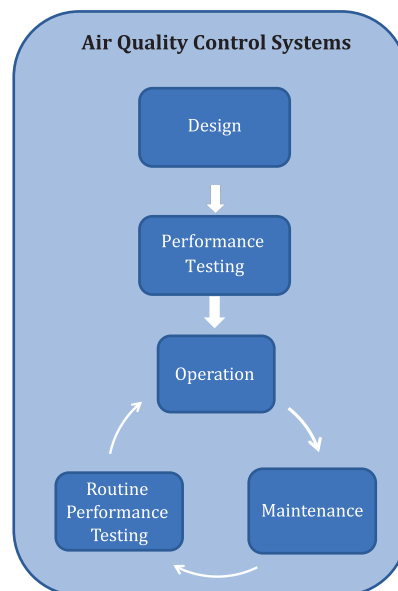 Air Quality Control Systems
Design
Performance
Testing
Operation
Routine
Performance
Testing
Maintenance